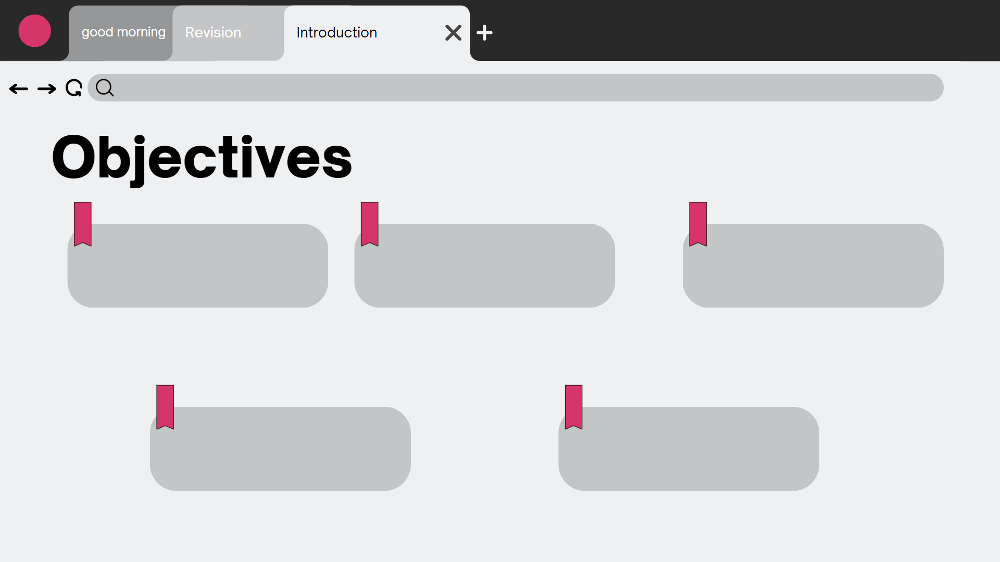 good morning
Revision
Introduction
Objectives